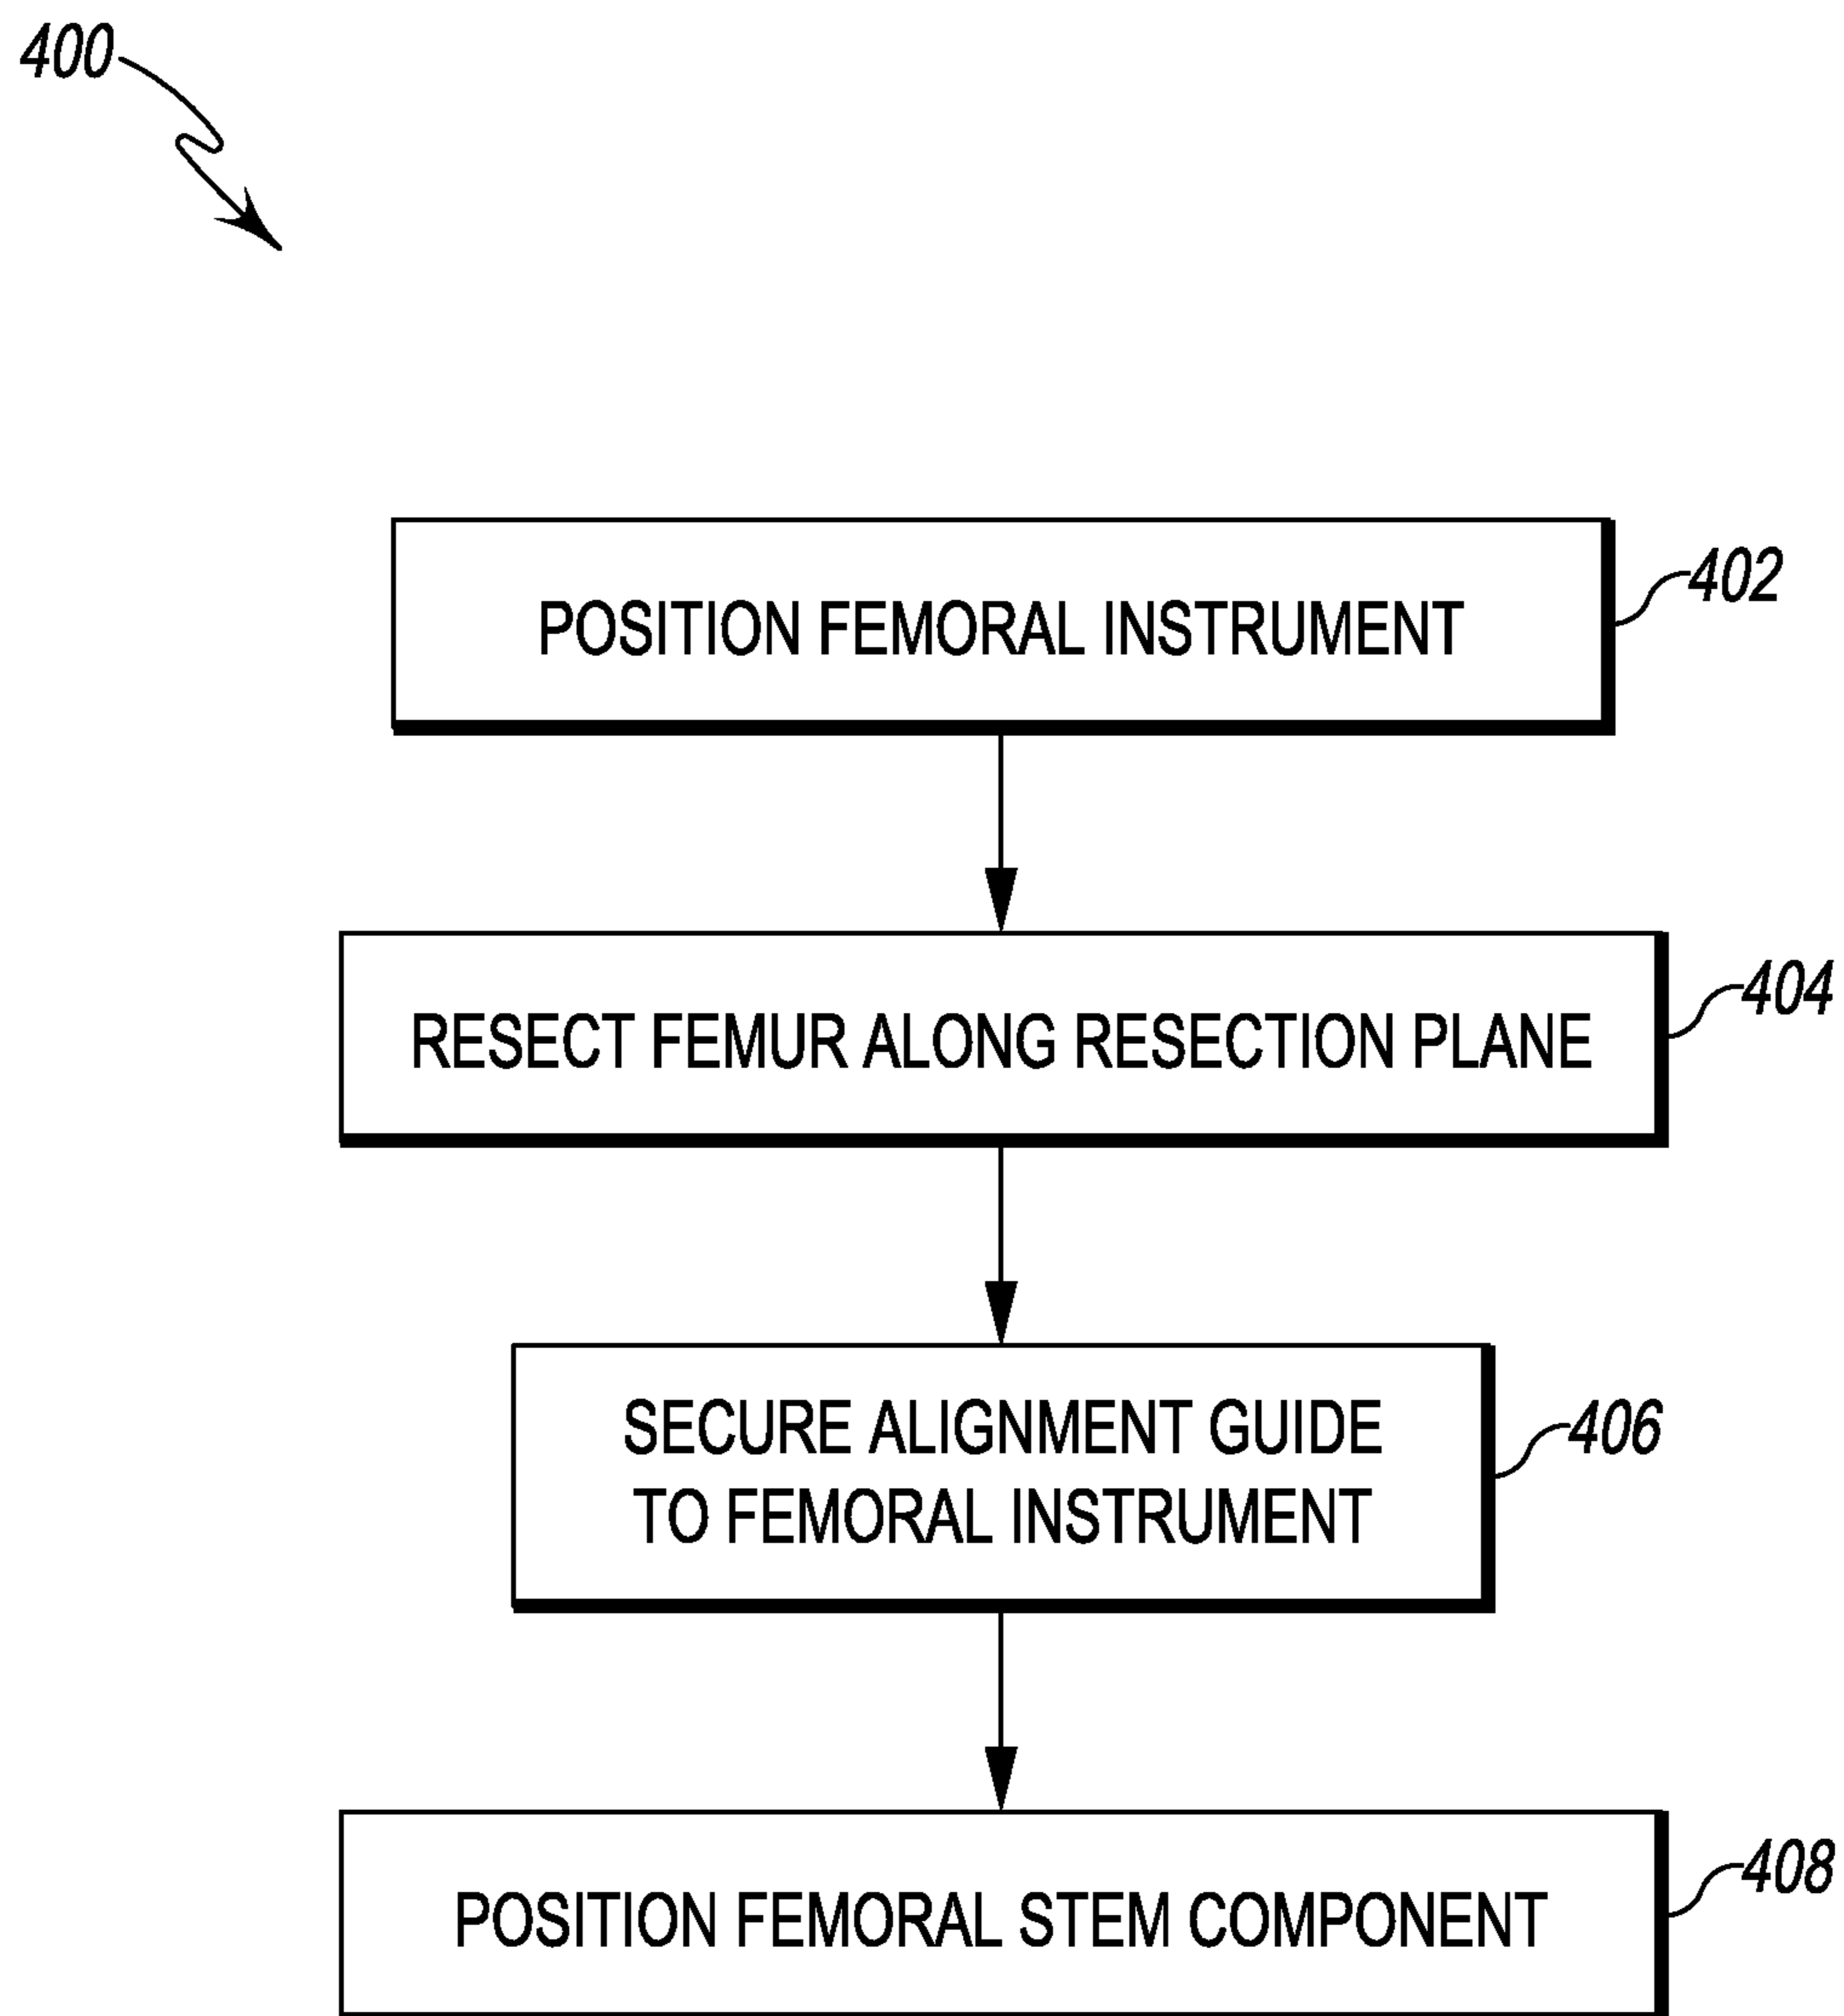 400
POSITION FEMORAL INSTRUMENT
402
RESECT FEMUR ALONG RESECTION PLANE
404
SECURE ALIGNMENT GUIDE
TO FEMORAL INSTRUMENT
406
POSITION FEMORAL STEM COMPONENT
408